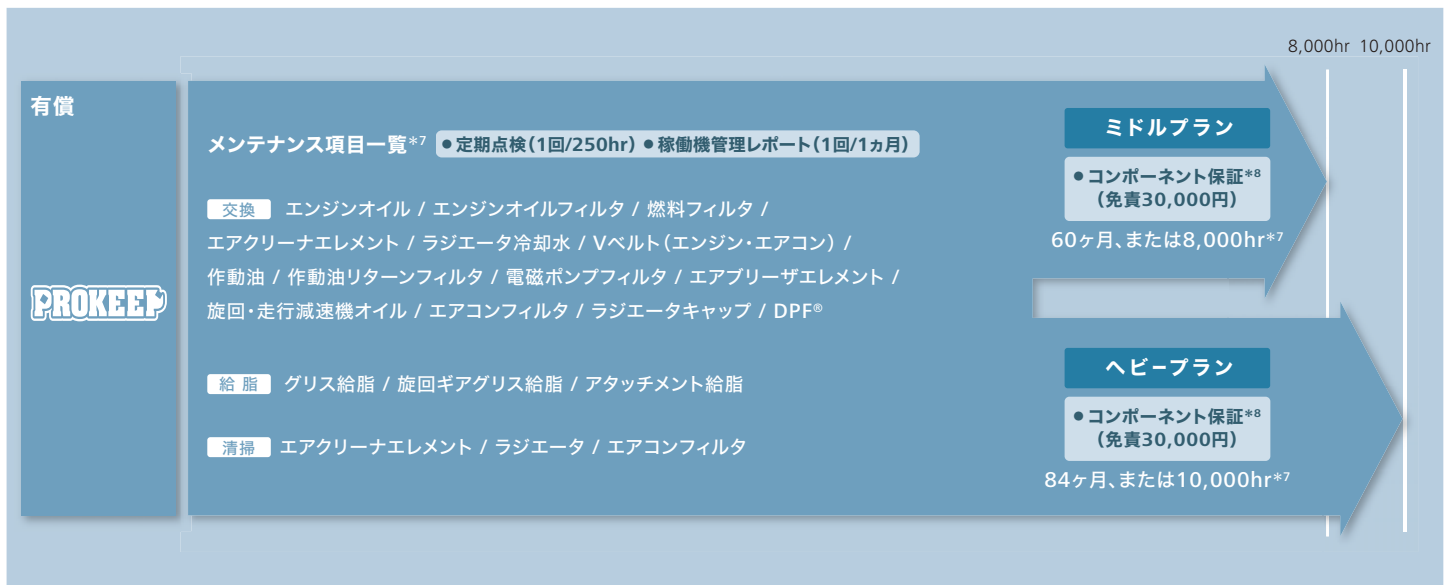 8,000hr 10,000hr
有償
PROKEEP
メンテナンス項目一覧*7 ●定期点検(1回/250hr) ●稼働機管理レポート(1回/1ヵ月)
交換 エンジンオイル / エンジンオイルフィルタ / 燃料フィルタ /
エアクリーナエレメント / ラジエータ冷却水 / Vベルト(エンジン・エアコン) /
作動油 / 作動油リターンフィルタ / 電磁ポンプフィルタ / エアブリーザエレメント /
旋回・走行減速機オイル / エアコンフィルタ / ラジエータキャップ / DPF®
給脂 グリス給脂 / 旋回ギアグリス給脂 / アタッチメント給脂
清掃 エアクリーナエレメント / ラジエータ / エアコンフィルタ
ミドルプラン
●コンポーネント保証*8
(免責30,000円)
60ヶ月、または8,000hr*7
ヘビープラン
●コンポーネント保証*8
(免責30,000円)
84ヶ月、または10,000hr*7